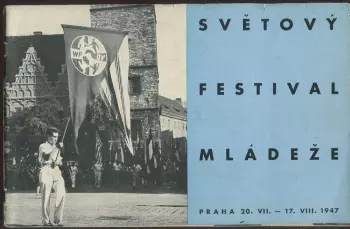 SVĚTOVÝ
FESTIVAL
MLÁDEŽE
PRAHA 20. VII. – 17. VIII. 1947